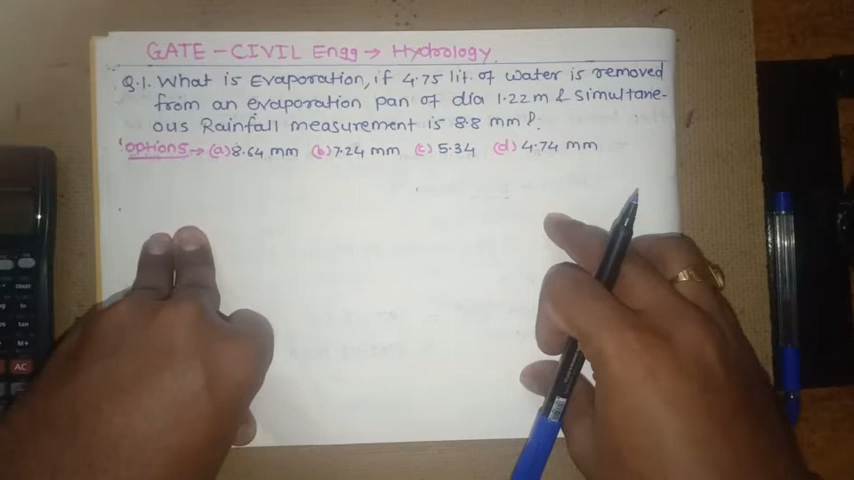 GATE - CIVIL Engg → Hydrology
Q.1. What is Evaporation, if 4.75 lit. of water is removed
from an evaporation pan of dia 1.22m & Simultane-
ous Rainfall measurement is 8.8 mm?
Options → (a) 8.64 mm (b) 7.24 mm (c) 5.34 (d) 4.74 mm